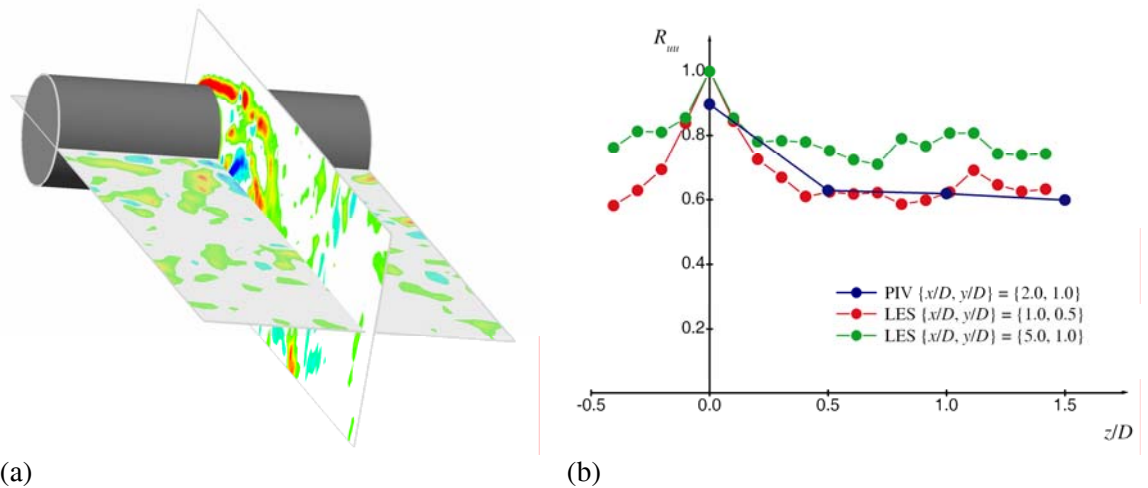 R_uu
1.0
0.8
0.6
0.4
0.2
PIV {x/D, y/D} = {2.0, 1.0}
LES {x/D, y/D} = {1.0, 0.5}
LES {x/D, y/D} = {5.0, 1.0}
-0.5 0.0 0.5 1.0 1.5
z/D
(a) (b)